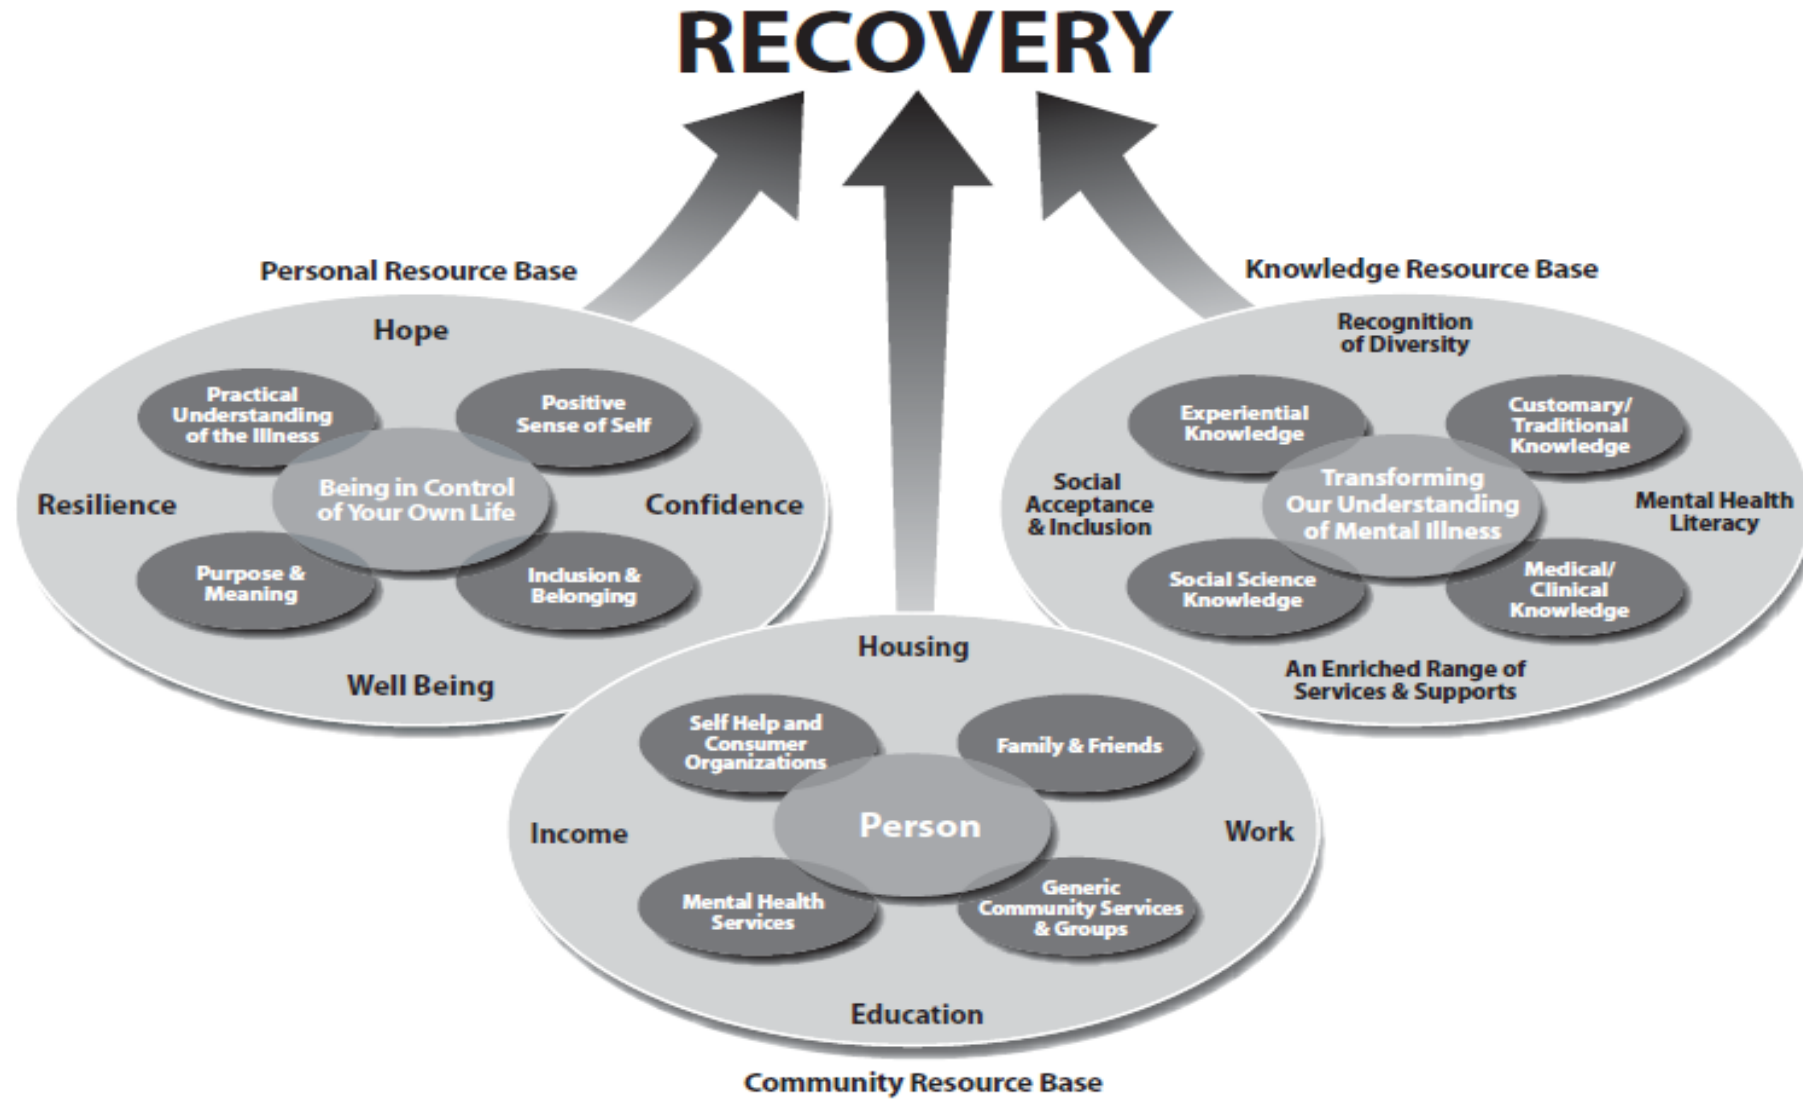 RECOVERY
Personal Resource Base
Hope
Practical
Understanding
of the Illness
Positive
Sense of Self
Resilience
Being in Control
of Your Own Life
Confidence
Purpose &
Meaning
Inclusion &
Belonging
Well Being
Knowledge Resource Base
Recognition
of Diversity
Experiential
Knowledge
Customary/
Traditional
Knowledge
Social
Acceptance
& Inclusion
Transforming
Our Understanding
of Mental Illness
Mental Health
Literacy
Social Science
Knowledge
Medical/
Clinical
Knowledge
An Enriched Range of
Services & Supports
Housing
Self Help and
Consumer
Organizations
Family & Friends
Income
Person
Work
Mental Health
Services
Generic
Community Services
& Groups
Education
Community Resource Base